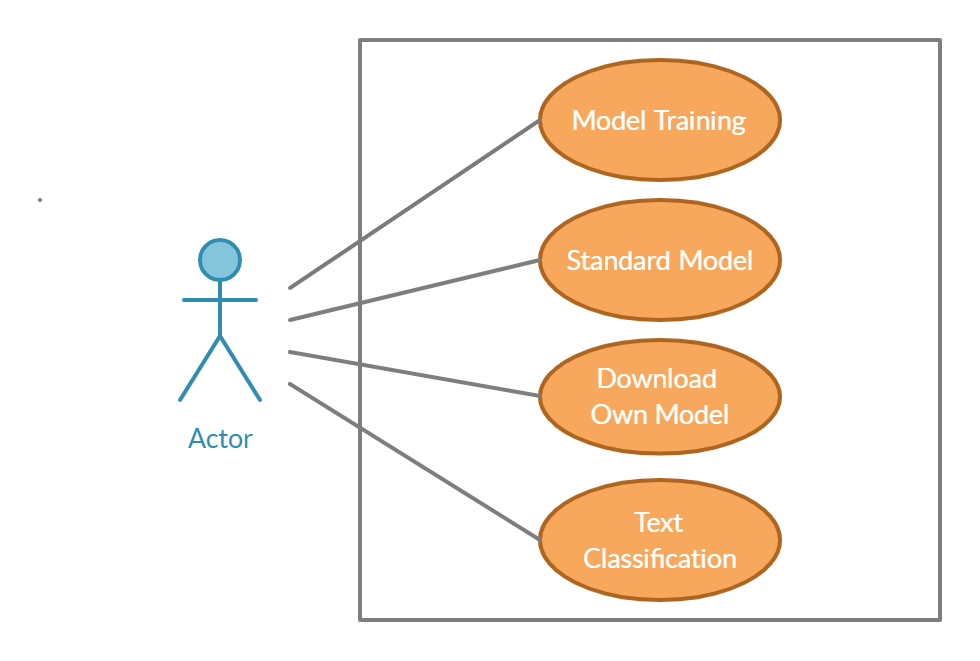 Model Training
Standard Model
Download
Own Model
Text
Classification
Actor